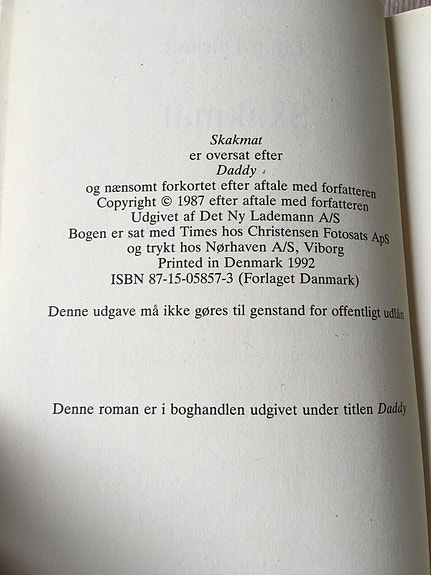 Skakmat
er oversat efter
Daddy
og nænsomt forkortet efter aftale med forfatteren
Copyright © 1987 efter aftale med forfatteren
Udgivet af Det Ny Lademann A/S
Bogen er sat med Times hos Christensen Fotosats ApS
og trykt hos Nørhaven A/S, Viborg
Printed in Denmark 1992
ISBN 87-15-05857-3 (Forlaget Danmark)
Denne udgave må ikke gøres til genstand for offentligt udlån
Denne roman er i boghandlen udgivet under titlen Daddy